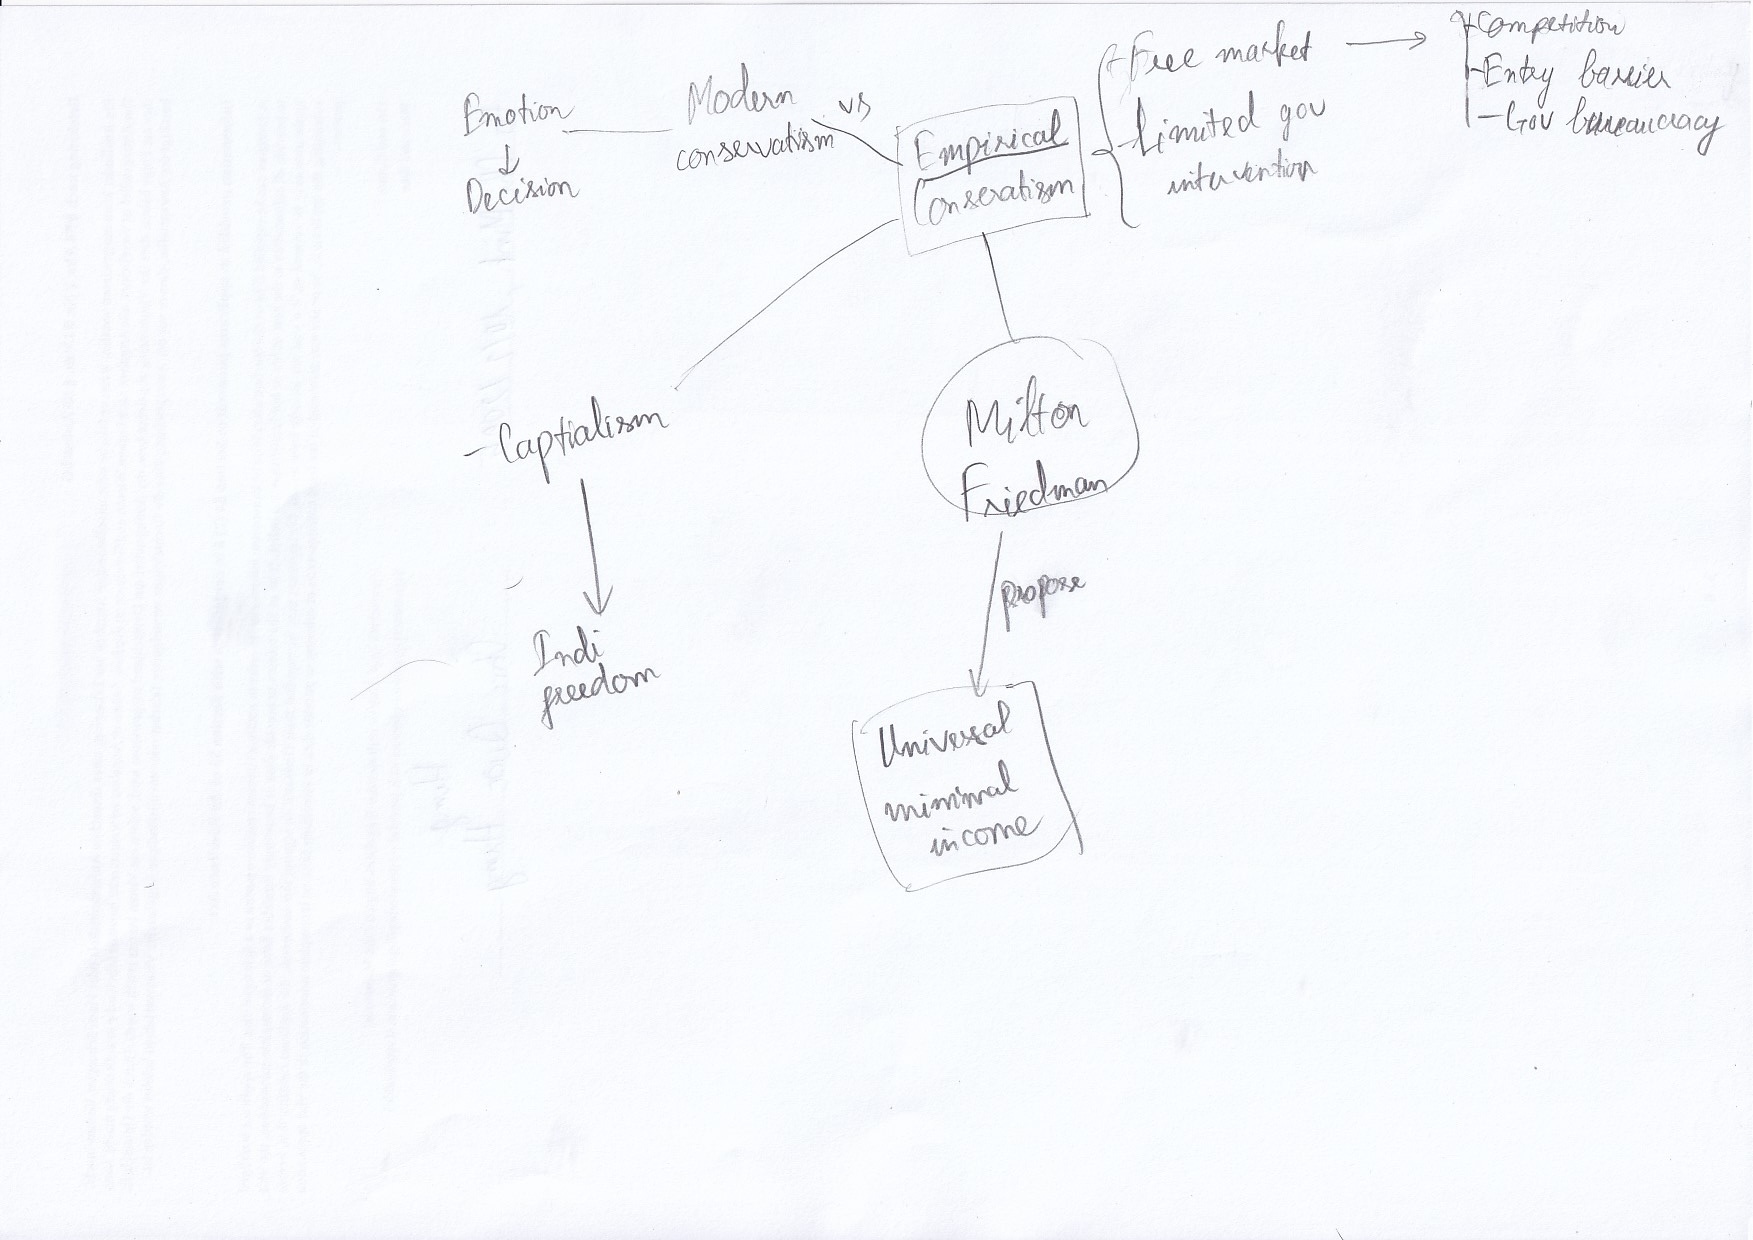 Emotion
↓
Decision
Modern
conservatism
vs
Empirical
Conseratism
+ Free market
- Limited gov
intervention
+ Competition
- Entry barrier
- Gov bureaucracy
- Captialism
Indi
freedom
Milton
Friedman
propose
Universal
minimal
income